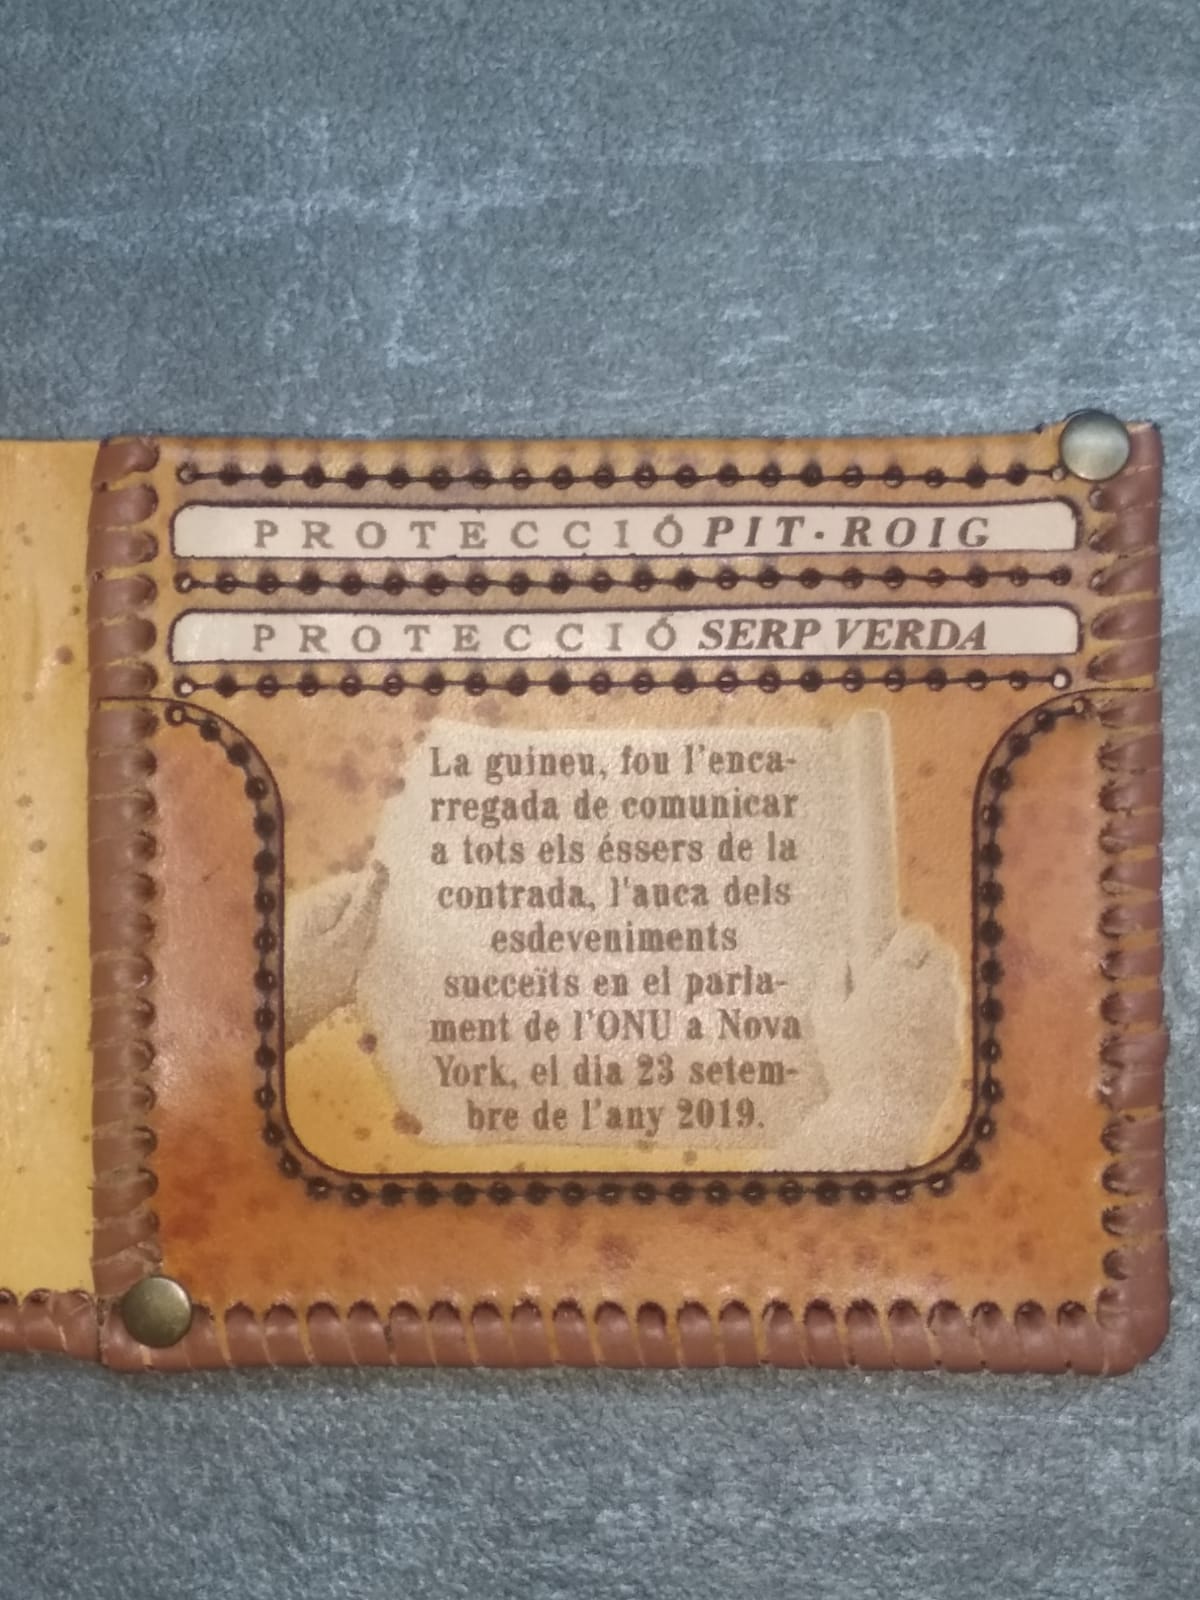 PROTECCIÓ PIT·ROIG
PROTECCIÓ SERP VERDA
La guineu, fou l'enca-
rregada de comunicar
a tots els éssers de la
contrada, l'auca dels
esdeveniments
succeïts en el parla-
ment de l'ONU a Nova
York, el dia 23 setem-
bre de l'any 2019.